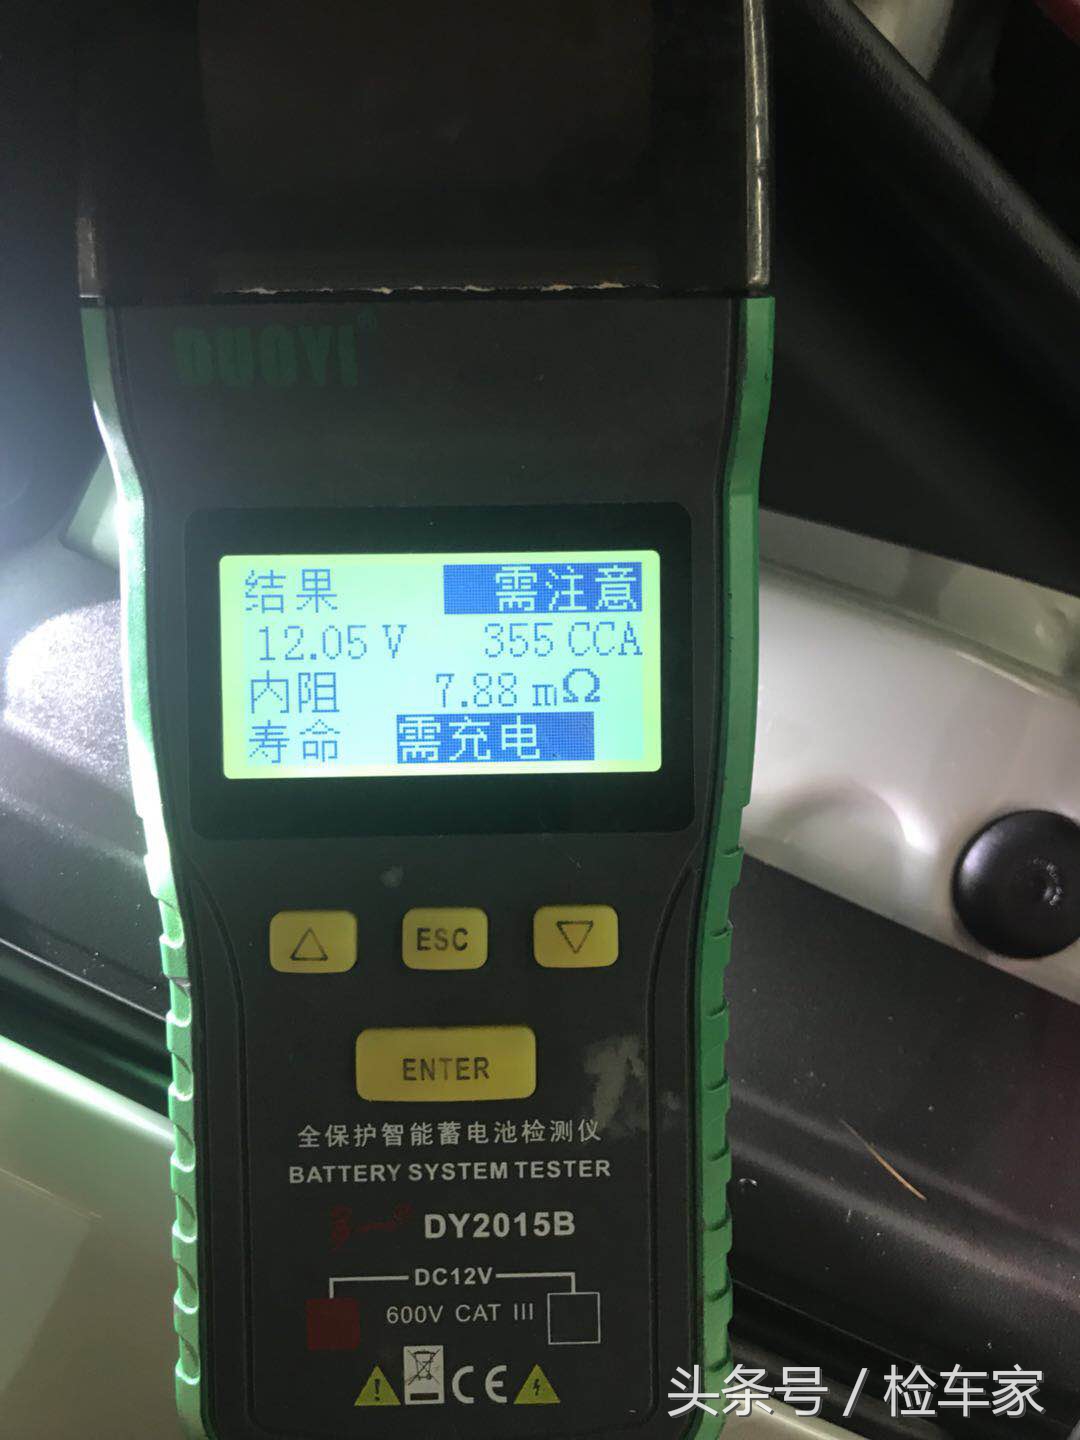 DUOYI®
结果 需注意
12.05 V 355 CCA
内阻 7.88 mΩ
寿命 需充电
△ ESC ▽
ENTER
全保护智能蓄电池检测仪
BATTERY SYSTEM TESTER
DY2015B
DC12V
600V CAT III
CE
头条号 / 检车家